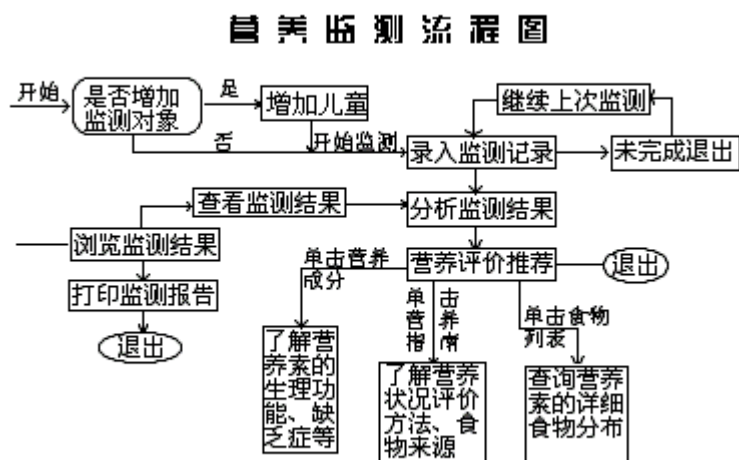 营养监测流程图
开始
是否增加
监测对象
是
增加儿童
否
开始监测
继续上次监测
录入监测记录
未完成退出
查看监测结果
分析监测结果
浏览监测结果
打印监测报告
退出
营养评价推荐
退出
单击营养
成分
单击
营养
指南
单击食物
列表
了解营
养素的
生理功
能、缺
乏症等
了解营养
状况评价
方法、食
物来源
查询营养
素的详细
食物分布